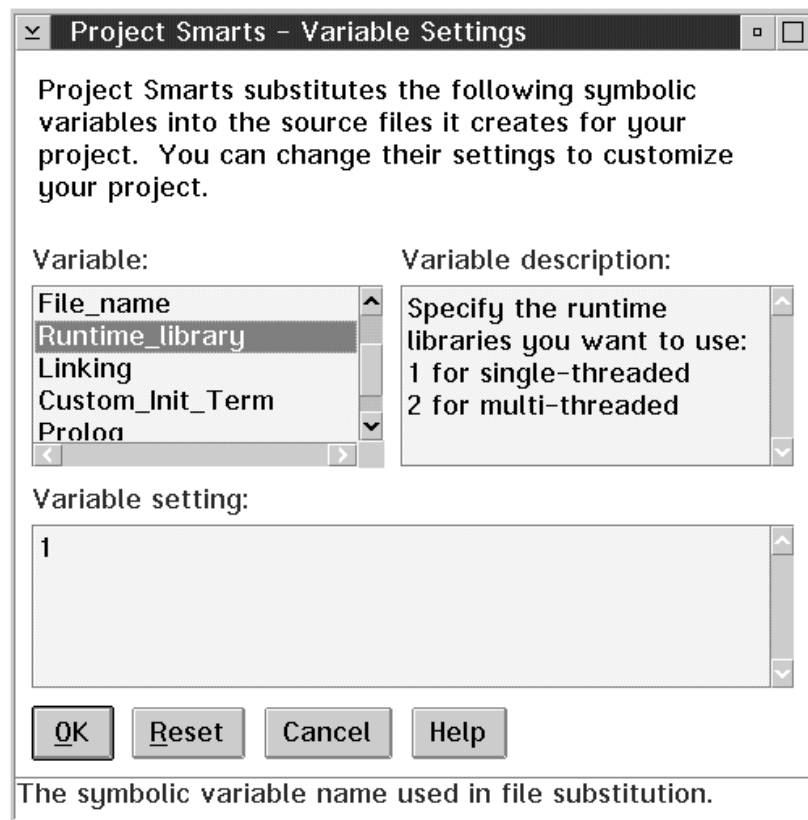 Project Smarts - Variable Settings
Project Smarts substitutes the following symbolic
variables into the source files it creates for your
project. You can change their settings to customize
your project.
Variable:
File_name
Runtime_library
Linking
Custom_Init_Term
Prolog
Variable description:
Specify the runtime
libraries you want to use:
1 for single-threaded
2 for multi-threaded
Variable setting:
1
OK Reset Cancel Help
The symbolic variable name used in file substitution.